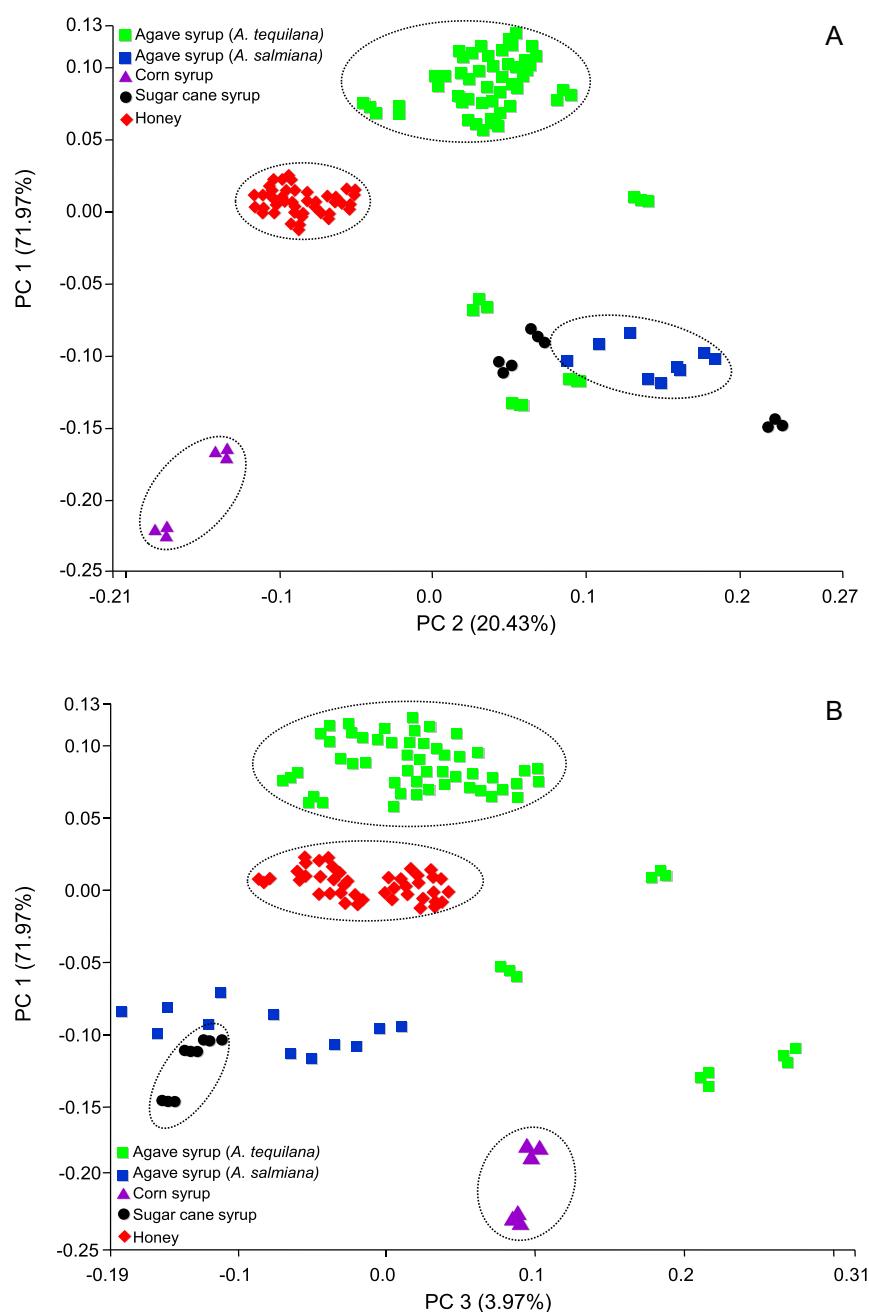 A
0.13
Agave syrup (A. tequilana)
Agave syrup (A. salmiana)
Corn syrup
Sugar cane syrup
Honey
0.10
0.05
0.00
-0.05
-0.10
-0.15
-0.20
-0.25
PC 1 (71.97%)
-0.21
-0.1
0.0
0.1
0.2
0.27
PC 2 (20.43%)
B
0.13
0.10
0.05
0.00
-0.05
-0.10
-0.15
-0.20
-0.25
PC 1 (71.97%)
Agave syrup (A. tequilana)
Agave syrup (A. salmiana)
Corn syrup
Sugar cane syrup
Honey
-0.19
-0.1
0.0
0.1
0.2
0.31
PC 3 (3.97%)